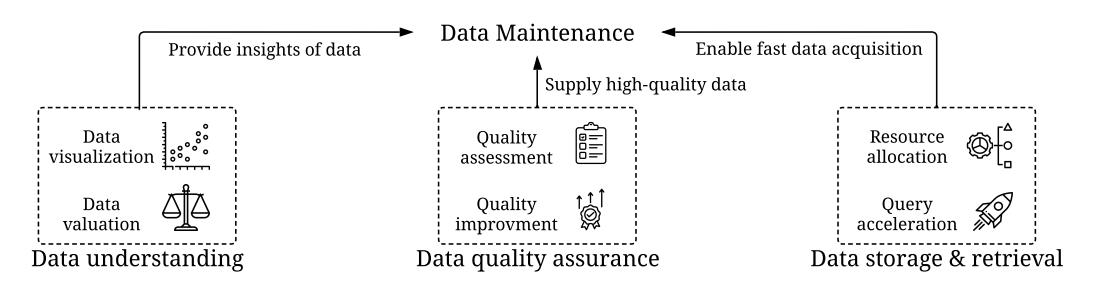 Data Maintenance
Provide insights of data
Enable fast data acquisition
Supply high-quality data
Data
visualization
Data
valuation
Data understanding
Quality
assessment
Quality
improvment
Data quality assurance
Resource
allocation
Query
acceleration
Data storage & retrieval